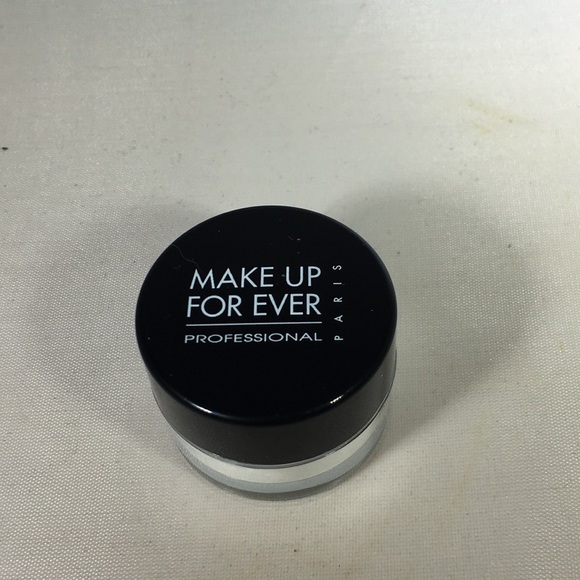 MAKE UP
FOR EVER
PROFESSIONAL
PARIS